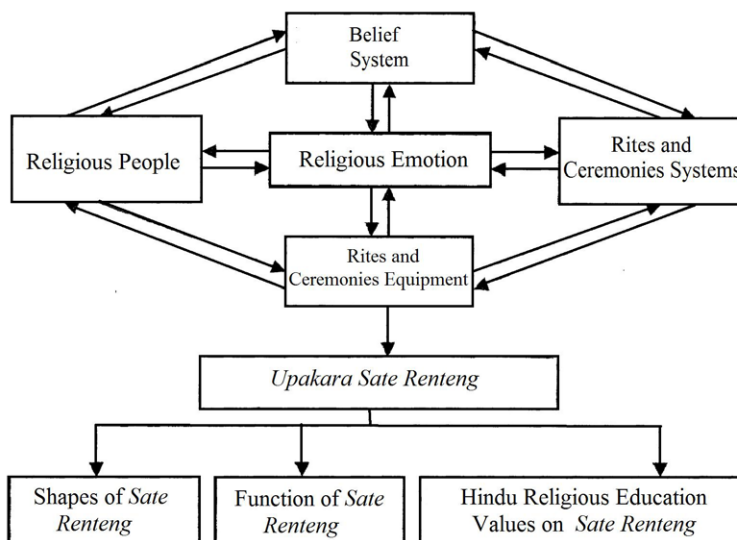 Belief
System
Religious People
Religious Emotion
Rites and
Ceremonies Systems
Rites and
Ceremonies Equipment
Upakara Sate Renteng
Shapes of Sate
Renteng
Function of Sate
Renteng
Hindu Religious Education
Values on Sate Renteng